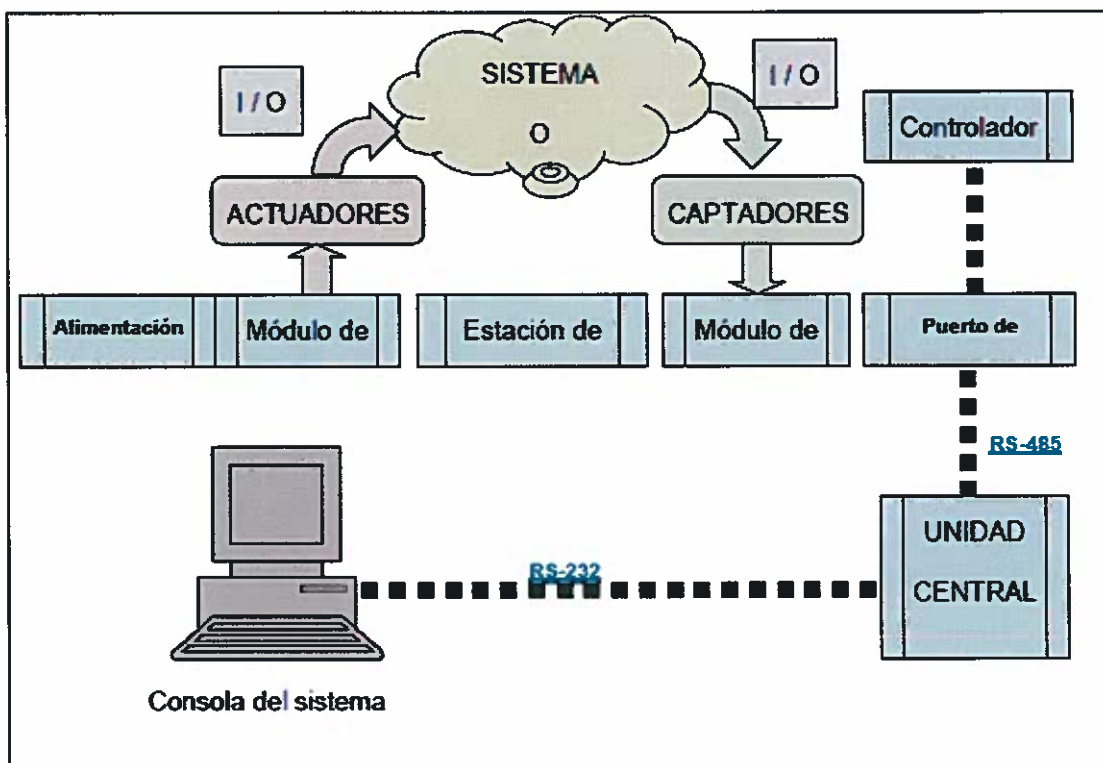 I / O
SISTEMA
O
I / O
Controlador
ACTUADORES
CAPTADORES
Alimentación
Módulo de
Estación de
Módulo de
Puerto de
RS-485
UNIDAD
CENTRAL
RS-232
Consola del sistema